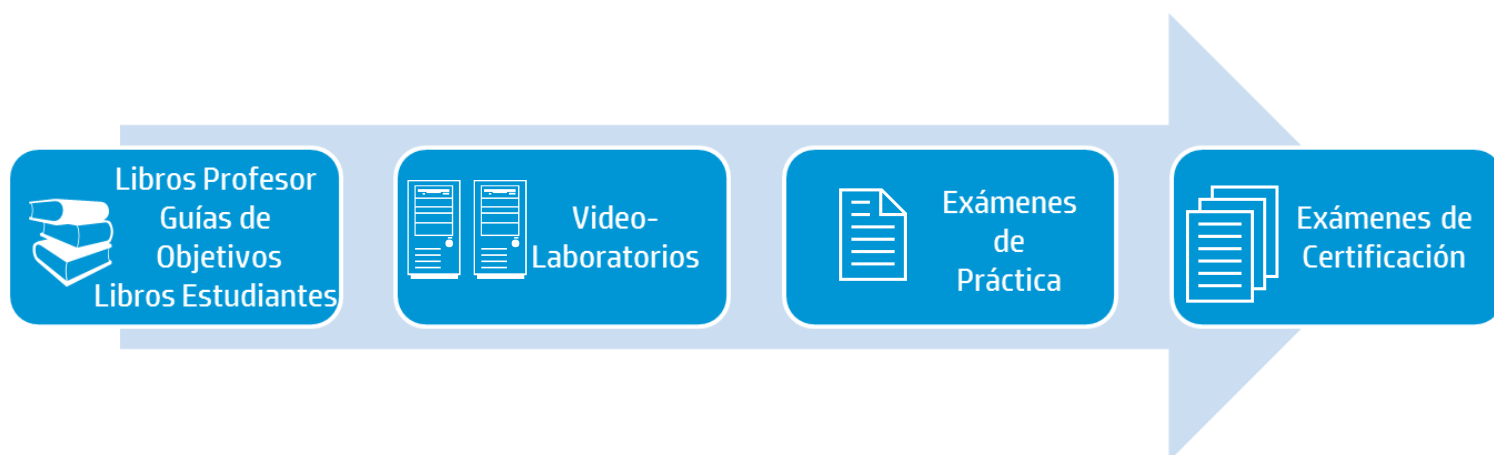 Libros Profesor
Guías de
Objetivos
Libros Estudiantes
Video-
Laboratorios
Exámenes
de
Práctica
Exámenes de
Certificación